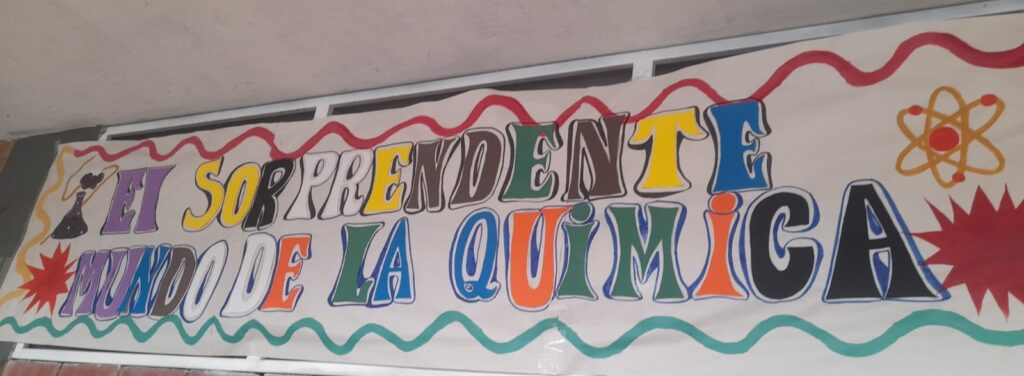 El SORPRENDENTE
MUNDO DE LA QUiMiCA